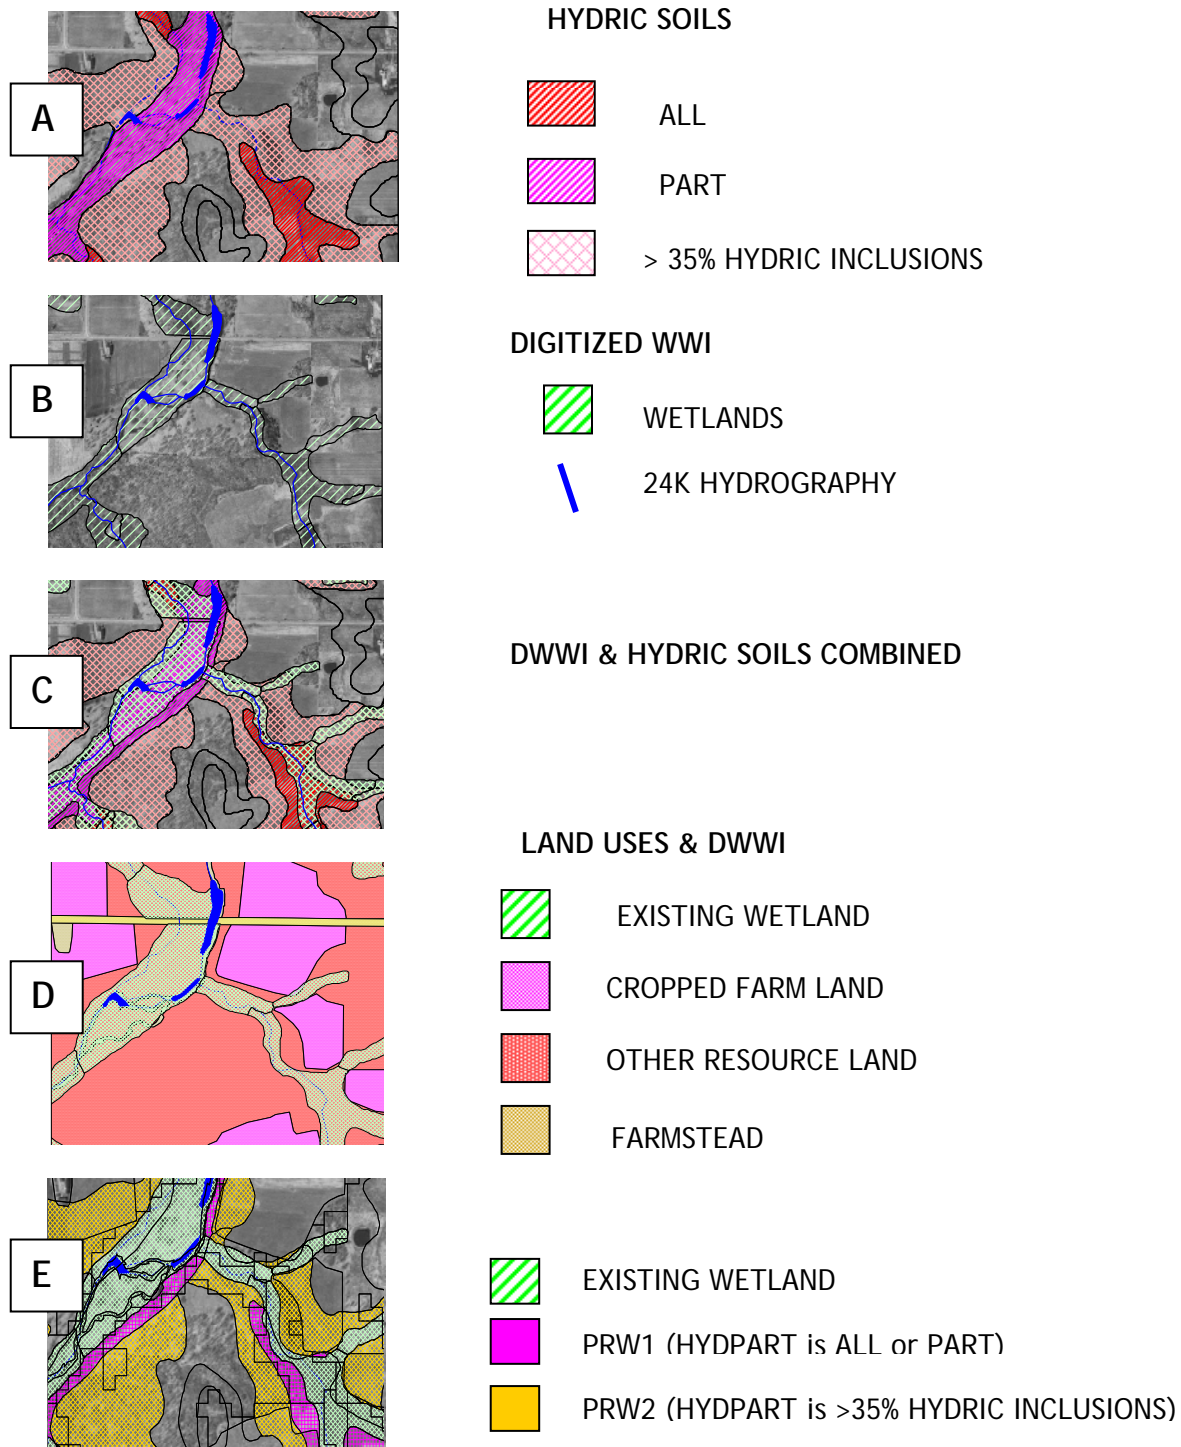 HYDRIC SOILS
A
ALL
PART
> 35% HYDRIC INCLUSIONS
DIGITIZED WWI
B
WETLANDS
24K HYDROGRAPHY
C
DWWI & HYDRIC SOILS COMBINED
LAND USES & DWWI
EXISTING WETLAND
D
CROPPED FARM LAND
OTHER RESOURCE LAND
FARMSTEAD
E
EXISTING WETLAND
PRW1 (HYDPART is ALL or PART)
PRW2 (HYDPART is >35% HYDRIC INCLUSIONS)